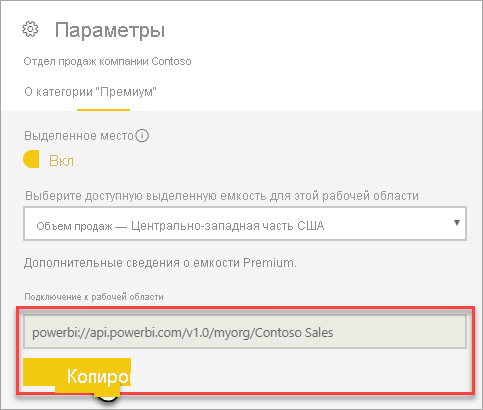 Параметры
Отдел продаж компании Contoso
О категории "Премиум"
Выделенное место
Вкл.
Выберите доступную выделенную емкость для этой рабочей области
Объем продаж — Центрально-западная часть США
Дополнительные сведения о емкости Premium.
Подключение к рабочей области
powerbi://api.powerbi.com/v1.0/myorg/Contoso Sales